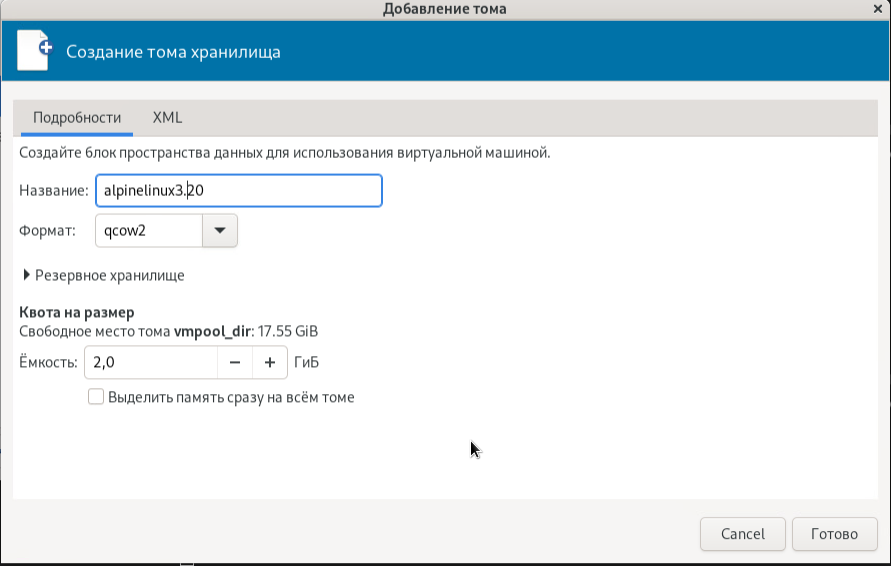 Добавление тома
Создание тома хранилища
Подробности XML
Создайте блок пространства данных для использования виртуальной машиной.
Название: alpinelinux3.20
Формат: qcow2
Резервное хранилище
Квота на размер
Свободное место тома vmpool_dir: 17.55 GiB
Ёмкость: 2,0 ГиБ
Выделить память сразу на всём томе
Cancel Готово